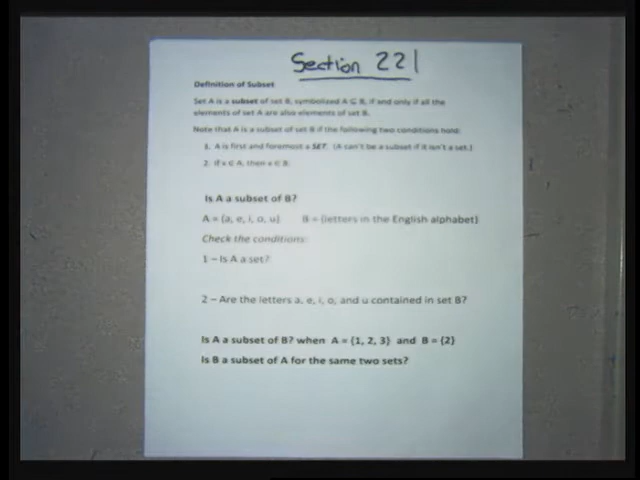 Section 221
Definition of Subset
Set A is a subset of set B, symbolized A ⊆ B, if and only if all the
elements of set A are also elements of set B.
Note that A is a subset of set B if the following two conditions hold:
1. A is first and foremost a SET. (A can't be a subset if it isn't a set.)
2. If x ∈ A, then x ∈ B.
Is A a subset of B?
A = {a, e, i, o, u} B = {letters in the English alphabet}
Check the conditions:
1 – Is A a set?
2 – Are the letters a, e, i, o, and u contained in set B?
Is A a subset of B? when A = {1, 2, 3} and B = {2}
Is B a subset of A for the same two sets?